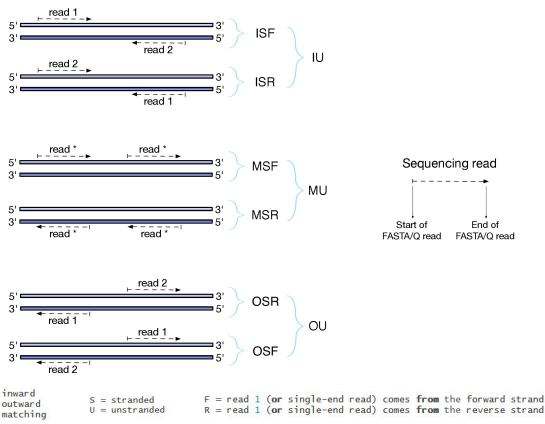 read 1
5' 3'
ISF
3' 5'
read 2
IU
read 2
5' 3'
ISR
3' 5'
read 1
read * read *
5' 3'
MSF
3' 5'
MU
5' 3'
MSR
3' 5'
read * read *
Sequencing read
Start of
FASTA/Q read
End of
FASTA/Q read
read 2
5' 3'
OSR
3' 5'
read 1
OU
read 1
5' 3'
OSF
3' 5'
read 2
inward
outward
matching
S = stranded
U = unstranded
F = read 1 (or single-end read) comes from the forward strand
R = read 1 (or single-end read) comes from the reverse strand